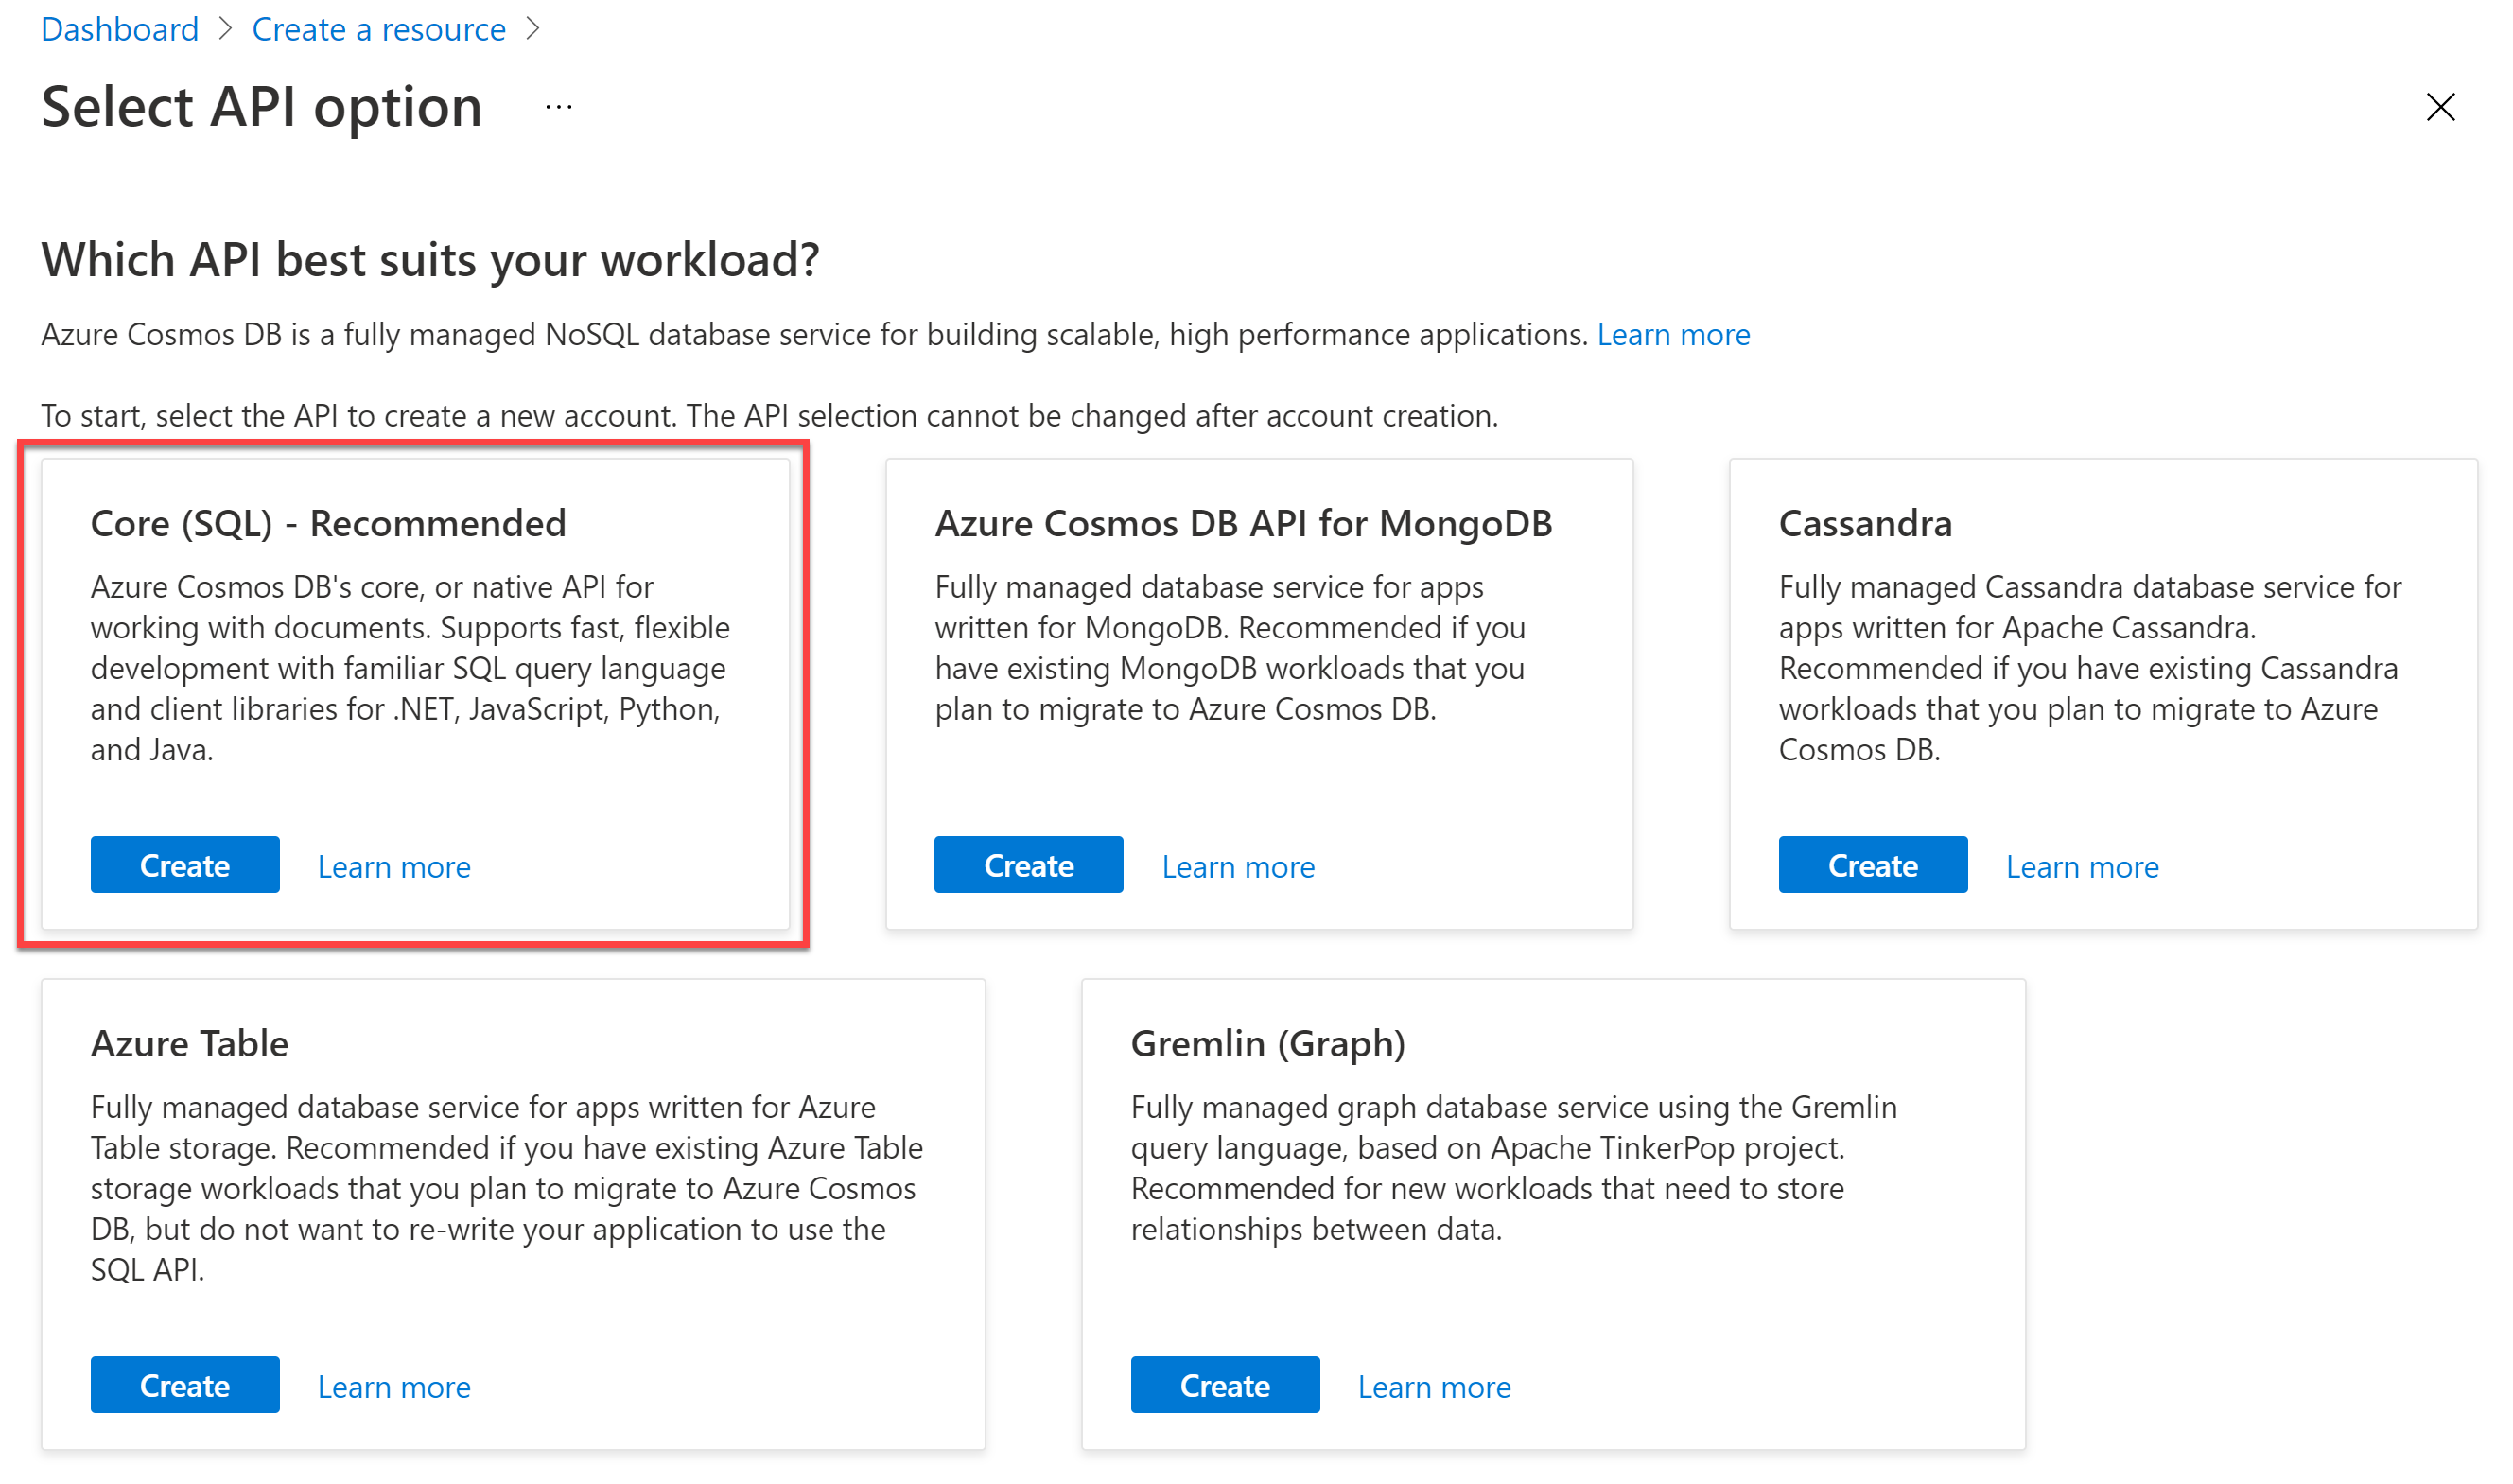 Dashboard > Create a resource >
Select API option ...
Which API best suits your workload?
Azure Cosmos DB is a fully managed NoSQL database service for building scalable, high performance applications. Learn more
To start, select the API to create a new account. The API selection cannot be changed after account creation.
Core (SQL) - Recommended
Azure Cosmos DB's core, or native API for
working with documents. Supports fast, flexible
development with familiar SQL query language
and client libraries for .NET, JavaScript, Python,
and Java.
Create Learn more
Azure Cosmos DB API for MongoDB
Fully managed database service for apps
written for MongoDB. Recommended if you
have existing MongoDB workloads that you
plan to migrate to Azure Cosmos DB.
Create Learn more
Cassandra
Fully managed Cassandra database service for
apps written for Apache Cassandra.
Recommended if you have existing Cassandra
workloads that you plan to migrate to Azure
Cosmos DB.
Create Learn more
Azure Table
Fully managed database service for apps written for Azure
Table storage. Recommended if you have existing Azure Table
storage workloads that you plan to migrate to Azure Cosmos
DB, but do not want to re-write your application to use the
SQL API.
Create Learn more
Gremlin (Graph)
Fully managed graph database service using the Gremlin
query language, based on Apache TinkerPop project.
Recommended for new workloads that need to store
relationships between data.
Create Learn more